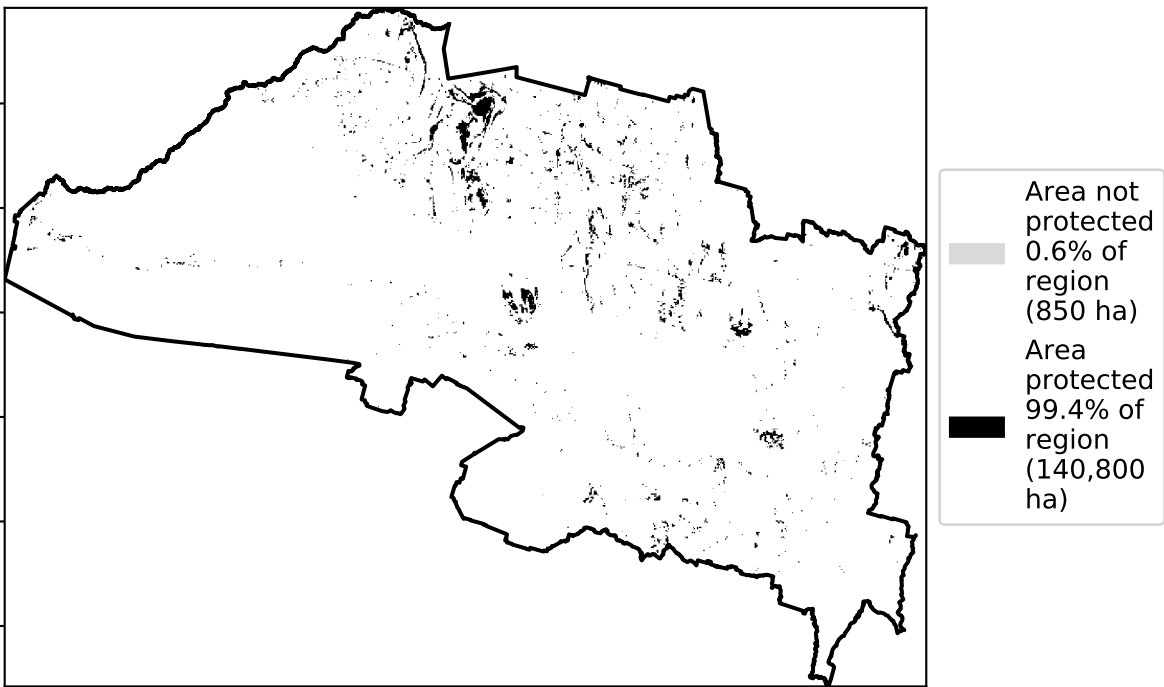 Area not
protected
0.6% of
region
(850 ha)
Area
protected
99.4% of
region
(140,800
ha)